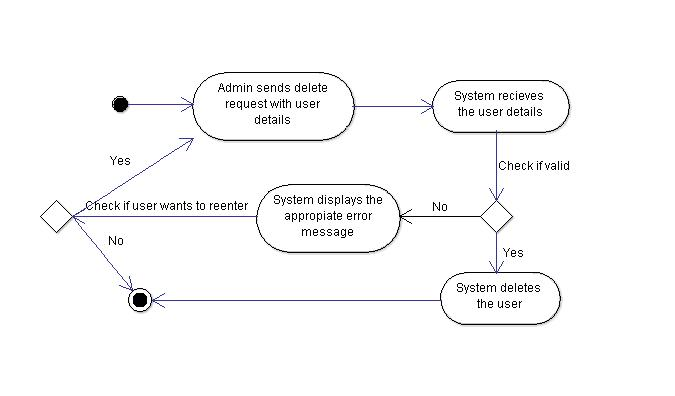 Admin sends delete
request with user
details
System recieves
the user details
Check if valid
Yes
Check if user wants to reenter
System displays the
appropiate error
message
No
No
Yes
System deletes
the user